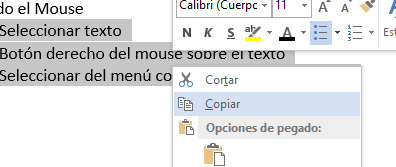 do el Mouse
Seleccionar texto
Botón derecho del mouse sobre el texto
Seleccionar del menú co
Calibri (Cuerpo 11
N K S A
Est
Cortar
Copiar
Opciones de pegado: